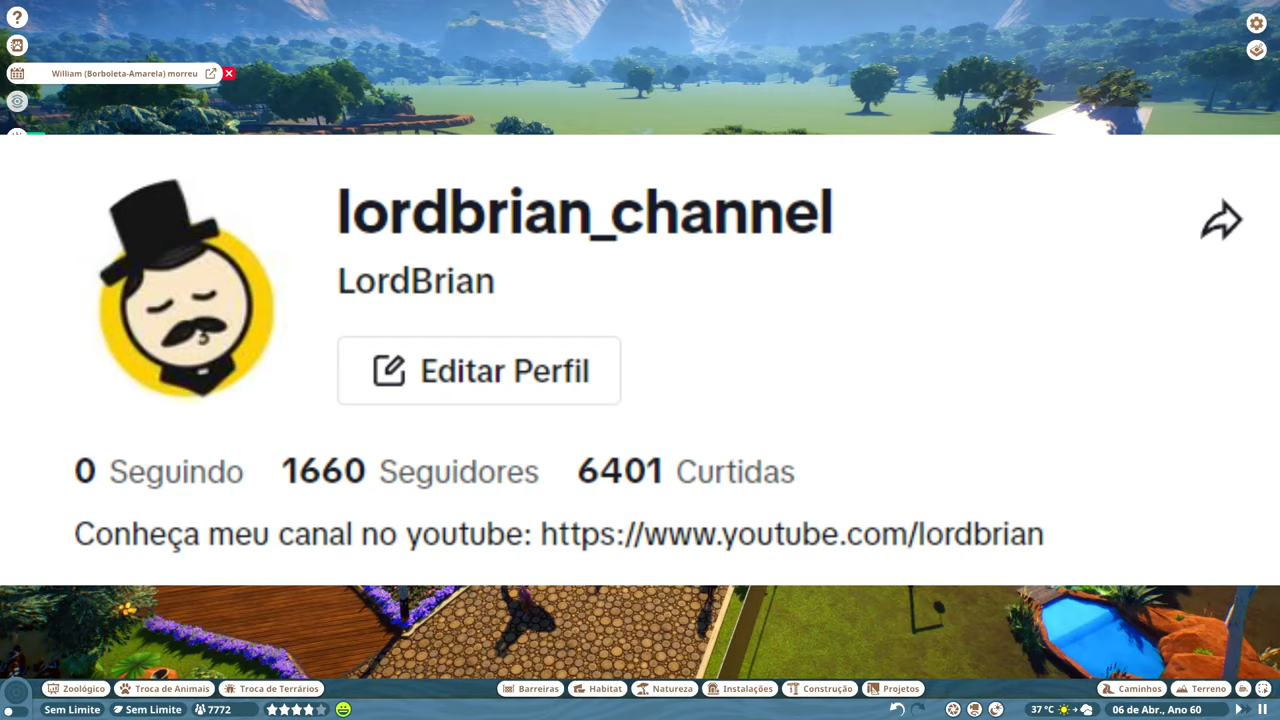 ?
William (Borboleta-Amarela) morreu
lordbrian_channel
LordBrian
Editar Perfil
0 Seguindo 1660 Seguidores 6401 Curtidas
Conheça meu canal no youtube: https://www.youtube.com/lordbrian
Zoológico Troca de Animais Troca de Terrários Barreiras Habitat Natureza Instalações Construção Projetos Caminhos Terreno
Sem Limite Sem Limite 7772 37 °C 06 de Abr., Ano 60